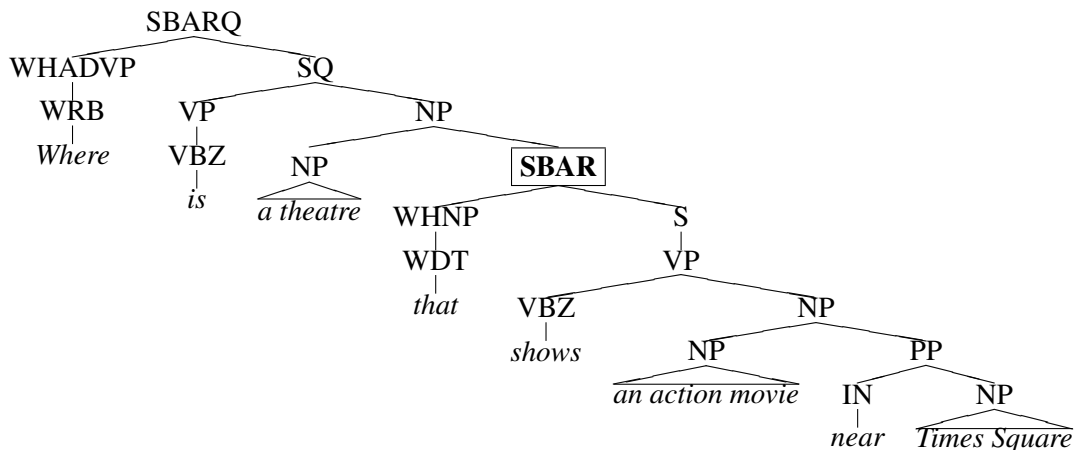 SBARQ
WHADVP SQ
WRB VP NP
Where VBZ NP SBAR
is a theatre WHNP S
WDT VP
that VBZ NP
shows NP PP
an action movie IN NP
near Times Square